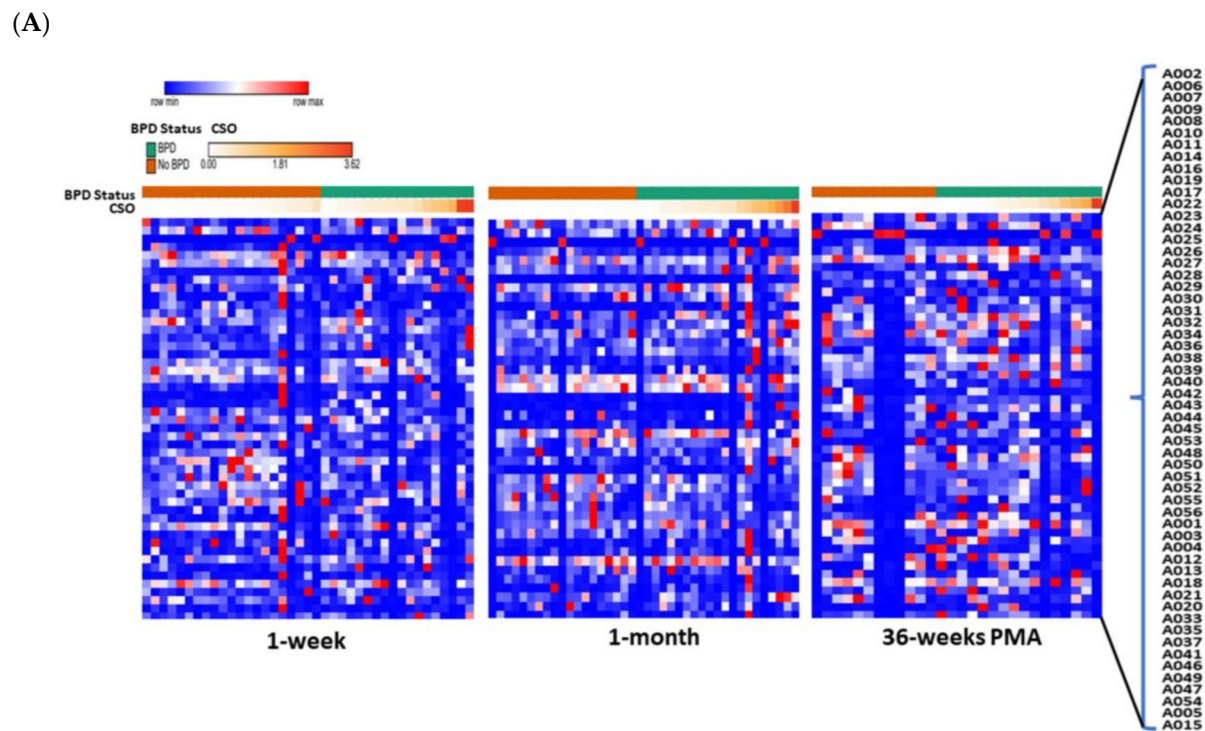 (A)
row min row max
BPD Status CSO
BPD
No BPD
0.00 1.81 3.62
BPD Status
CSO
1-week
1-month
36-weeks PMA
A002
A006
A007
A009
A008
A010
A011
A014
A016
A019
A017
A022
A023
A024
A025
A026
A027
A028
A029
A030
A031
A032
A034
A036
A038
A039
A040
A042
A043
A044
A045
A053
A048
A050
A051
A052
A055
A056
A001
A003
A004
A012
A013
A018
A021
A020
A033
A035
A037
A041
A046
A049
A047
A054
A005
A015